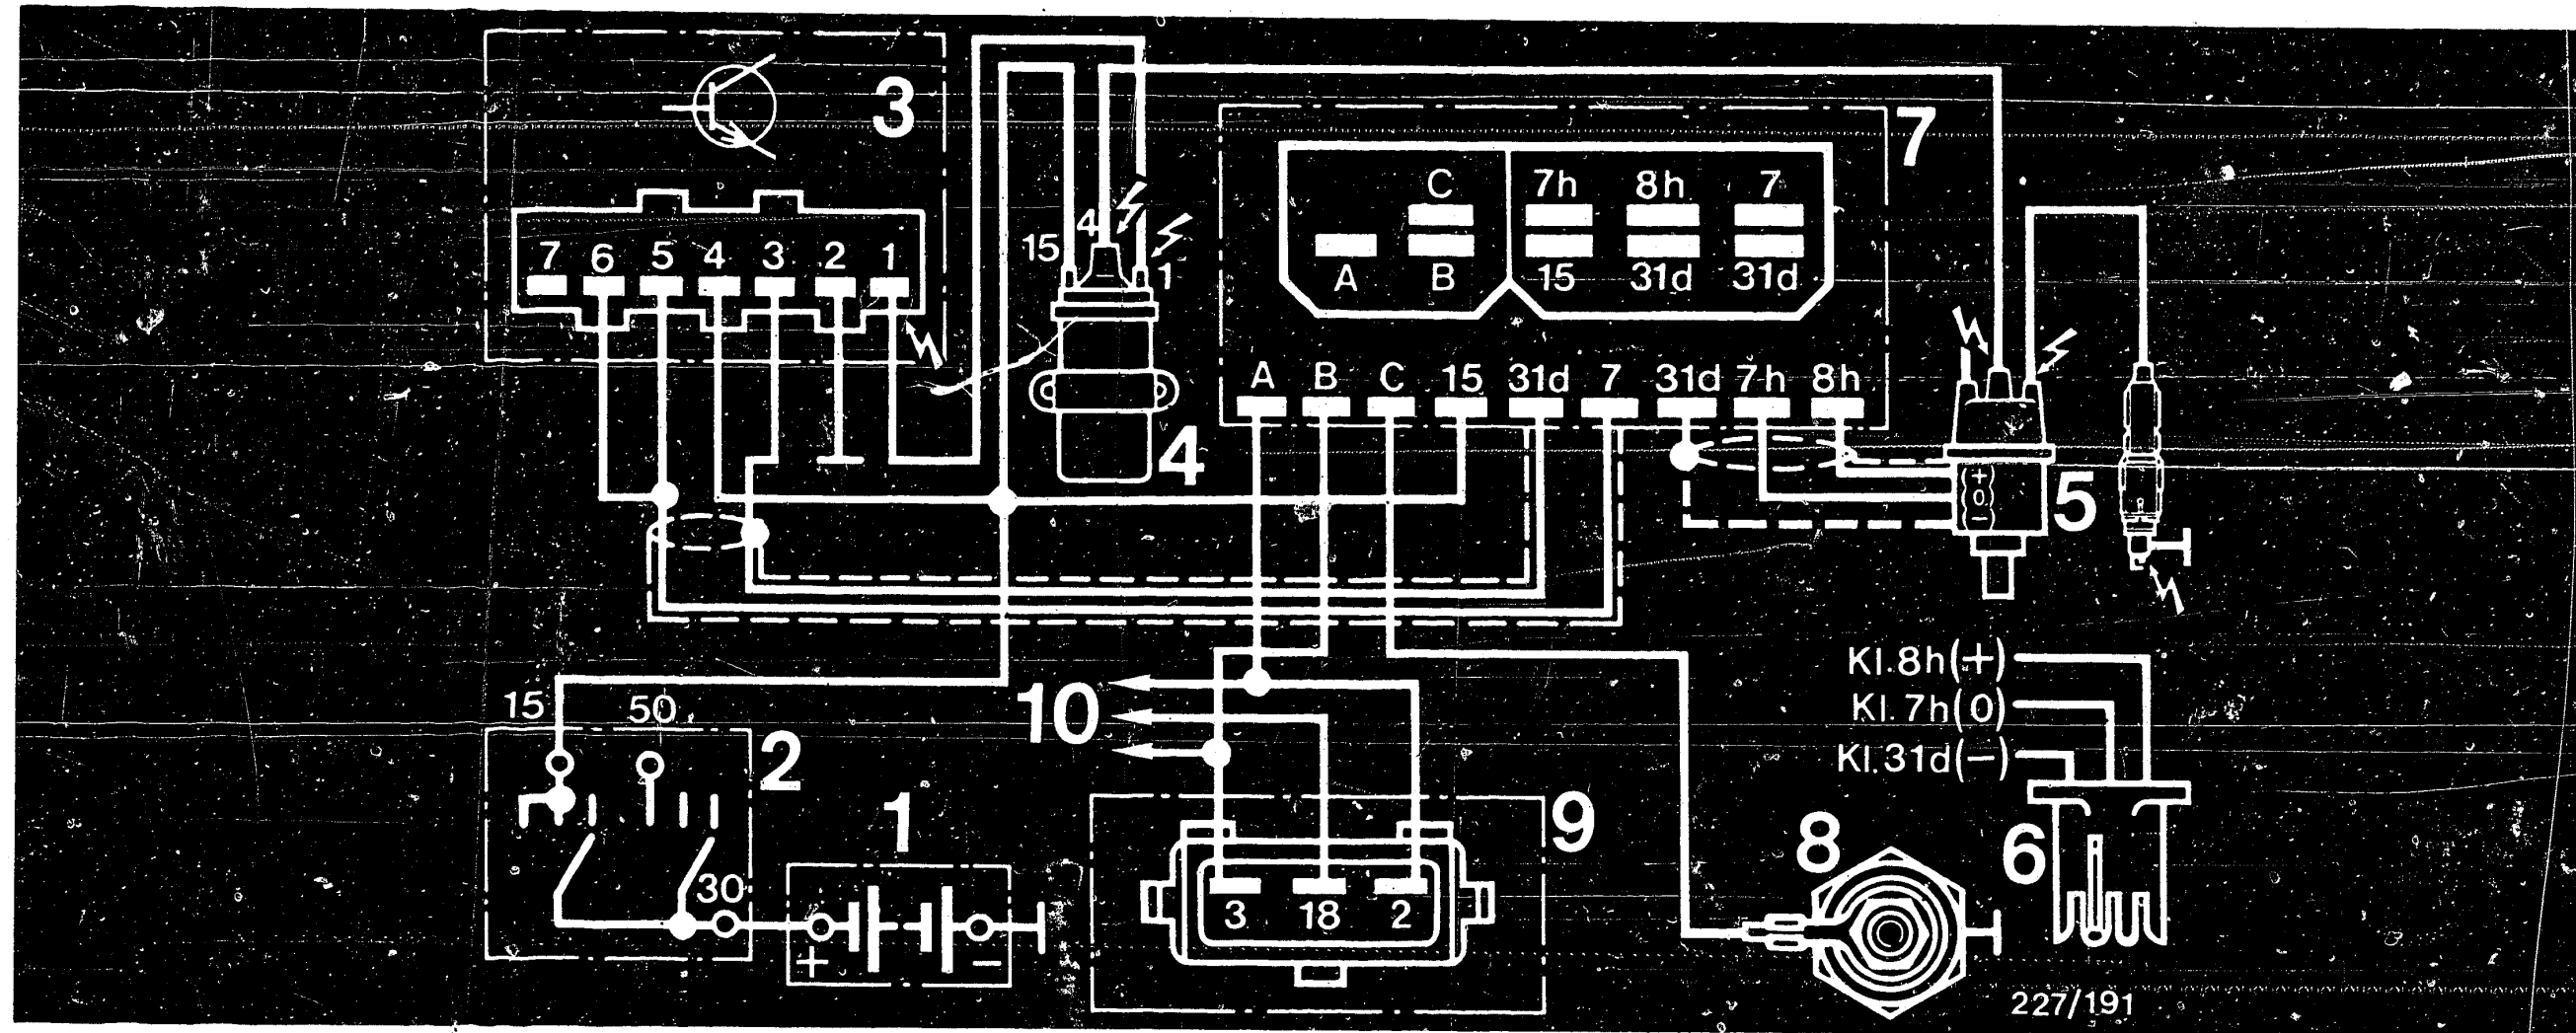 3
7 6 5 4 3 2 1
15 4 1
4
7
C 7h 8h 7
A B 15 31d 31d
A B C 15 31d 7 31d 7h 8h
+
0
−
5
10
15 50
2
30
1
+ −
9
3 18 2
Kl.8h(+)
Kl.7h(0)
Kl.31d(−)
8
6
227/191